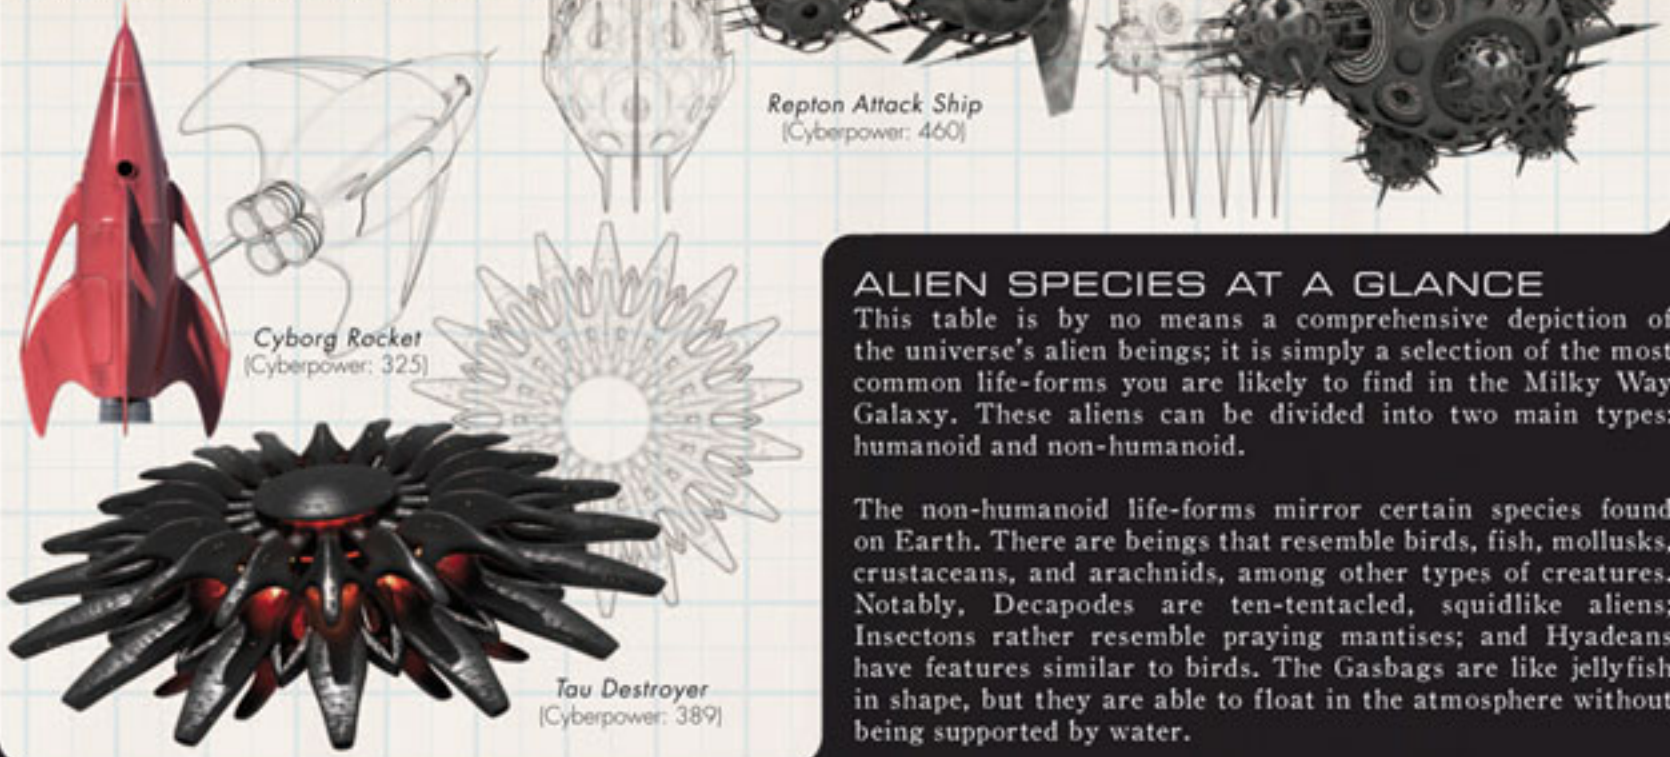 Repton Attack Ship
(Cyberpower: 460)
Cyborg Rocket
(Cyberpower: 325)
Tau Destroyer
(Cyberpower: 389)
ALIEN SPECIES AT A GLANCE
This table is by no means a comprehensive depiction of
the universe's alien beings; it is simply a selection of the most
common life-forms you are likely to find in the Milky Way
Galaxy. These aliens can be divided into two main types:
humanoid and non-humanoid.
The non-humanoid life-forms mirror certain species found
on Earth. There are beings that resemble birds, fish, mollusks,
crustaceans, and arachnids, among other types of creatures.
Notably, Decapodes are ten-tentacled, squidlike aliens;
Insectons rather resemble praying mantises; and Hyadeans
have features similar to birds. The Gasbags are like jellyfish
in shape, but they are able to float in the atmosphere without
being supported by water.